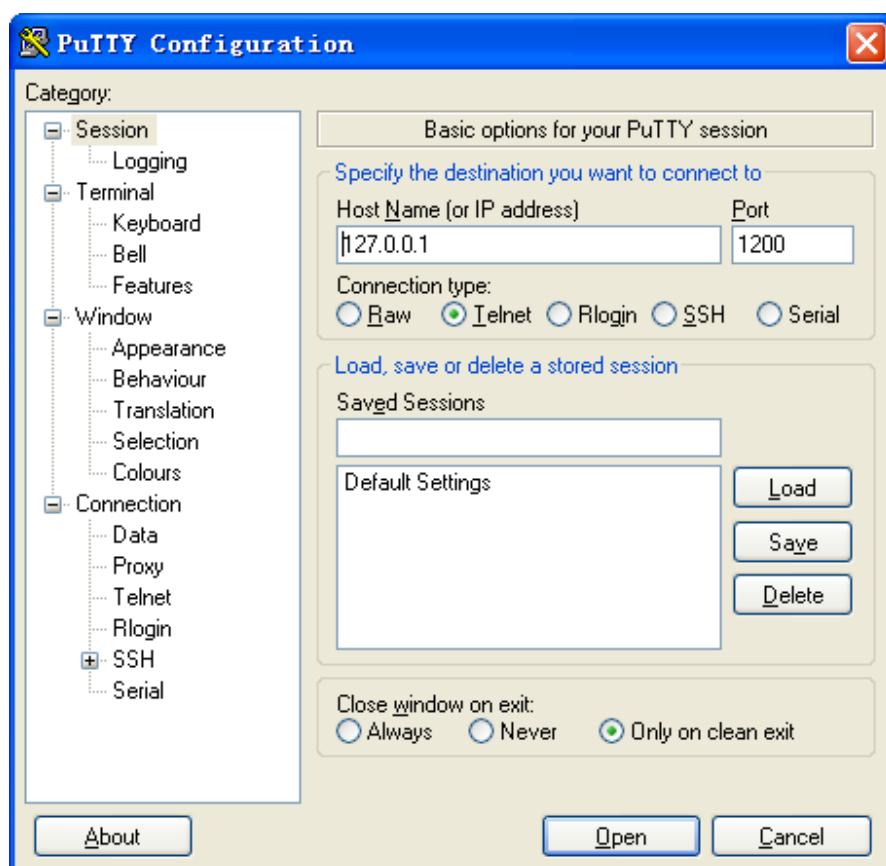 PuTTY Configuration
Category:
Session
Logging
Terminal
Keyboard
Bell
Features
Window
Appearance
Behaviour
Translation
Selection
Colours
Connection
Data
Proxy
Telnet
Rlogin
SSH
Serial
Basic options for your PuTTY session
Specify the destination you want to connect to
Host Name (or IP address) Port
127.0.0.1 1200
Connection type:
Raw Telnet Rlogin SSH Serial
Load, save or delete a stored session
Saved Sessions
Default Settings
Load
Save
Delete
Close window on exit:
Always Never Only on clean exit
About Open Cancel